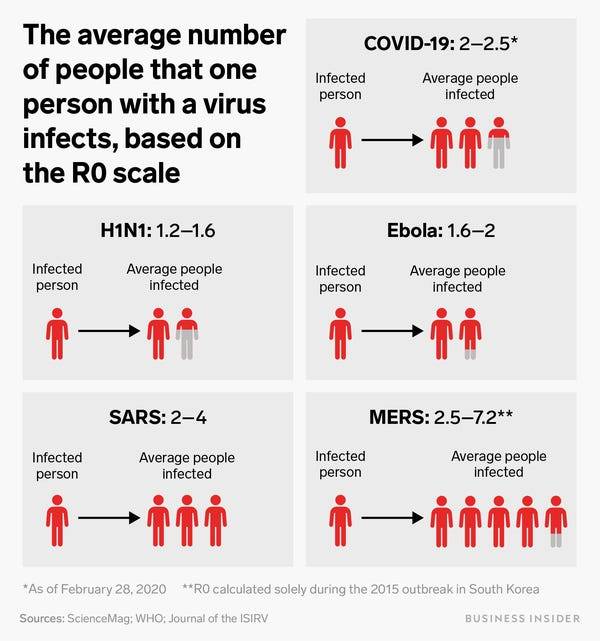 The average number
of people that one
person with a virus
infects, based on
the R0 scale
COVID-19: 2–2.5*
Infected
person
Average people
infected
H1N1: 1.2–1.6
Infected
person
Average people
infected
Ebola: 1.6–2
Infected
person
Average people
infected
SARS: 2–4
Infected
person
Average people
infected
MERS: 2.5–7.2**
Infected
person
Average people
infected
*As of February 28, 2020 **R0 calculated solely during the 2015 outbreak in South Korea
Sources: ScienceMag; WHO; Journal of the ISIRV
BUSINESS INSIDER